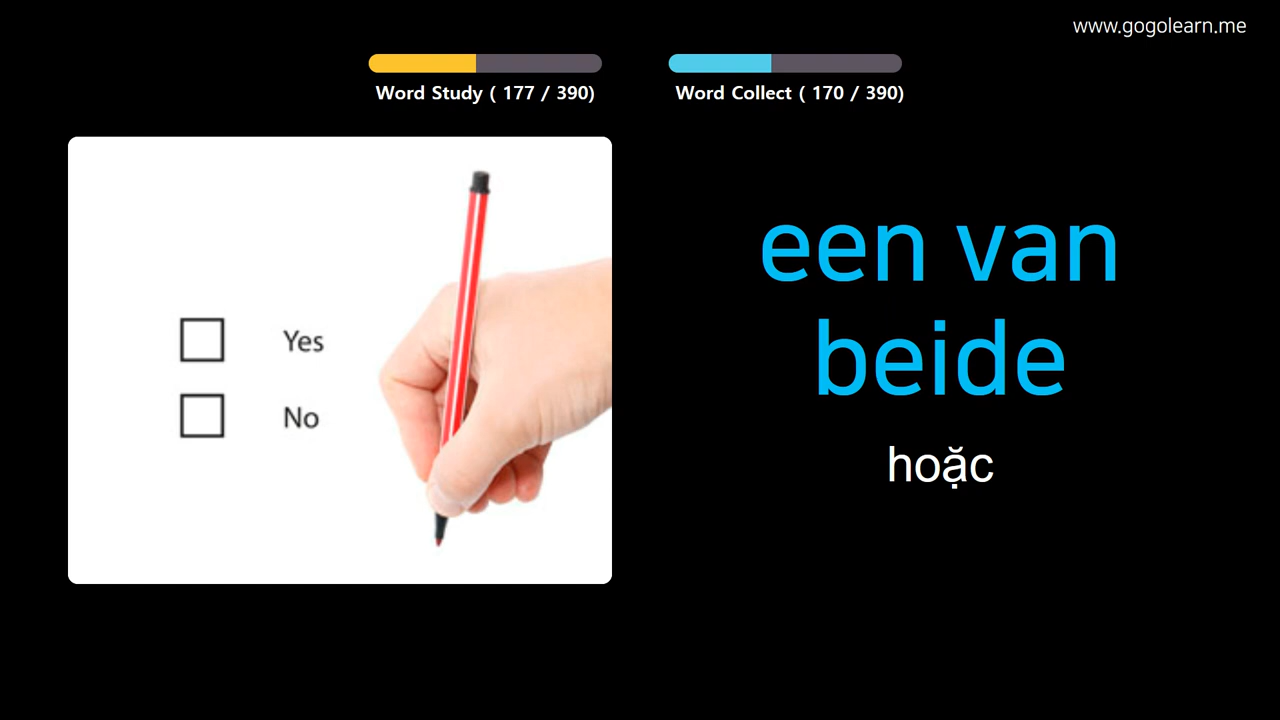 www.gogolearn.me
Word Study ( 177 / 390)
Word Collect ( 170 / 390)
Yes
No
een van
beide
hoặc